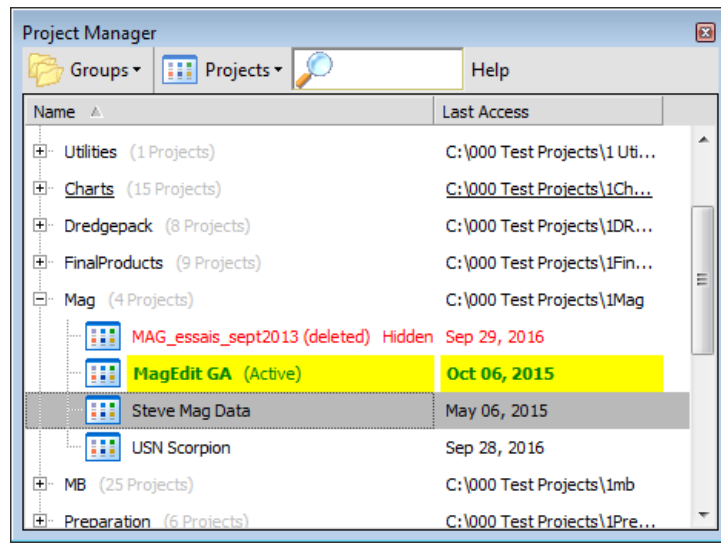 Project Manager
Groups Projects Help
Name Last Access
Utilities (1 Projects) C:\000 Test Projects\1 Uti...
Charts (15 Projects) C:\000 Test Projects\1Ch...
Dredgepack (8 Projects) C:\000 Test Projects\1DR...
FinalProducts (9 Projects) C:\000 Test Projects\1Fin...
Mag (4 Projects) C:\000 Test Projects\1Mag
MAG_essais_sept2013 (deleted) Hidden Sep 29, 2016
MagEdit GA (Active) Oct 06, 2015
Steve Mag Data May 06, 2015
USN Scorpion Sep 28, 2016
MB (25 Projects) C:\000 Test Projects\1mb
Preparation (6 Projects) C:\000 Test Projects\1Pre...